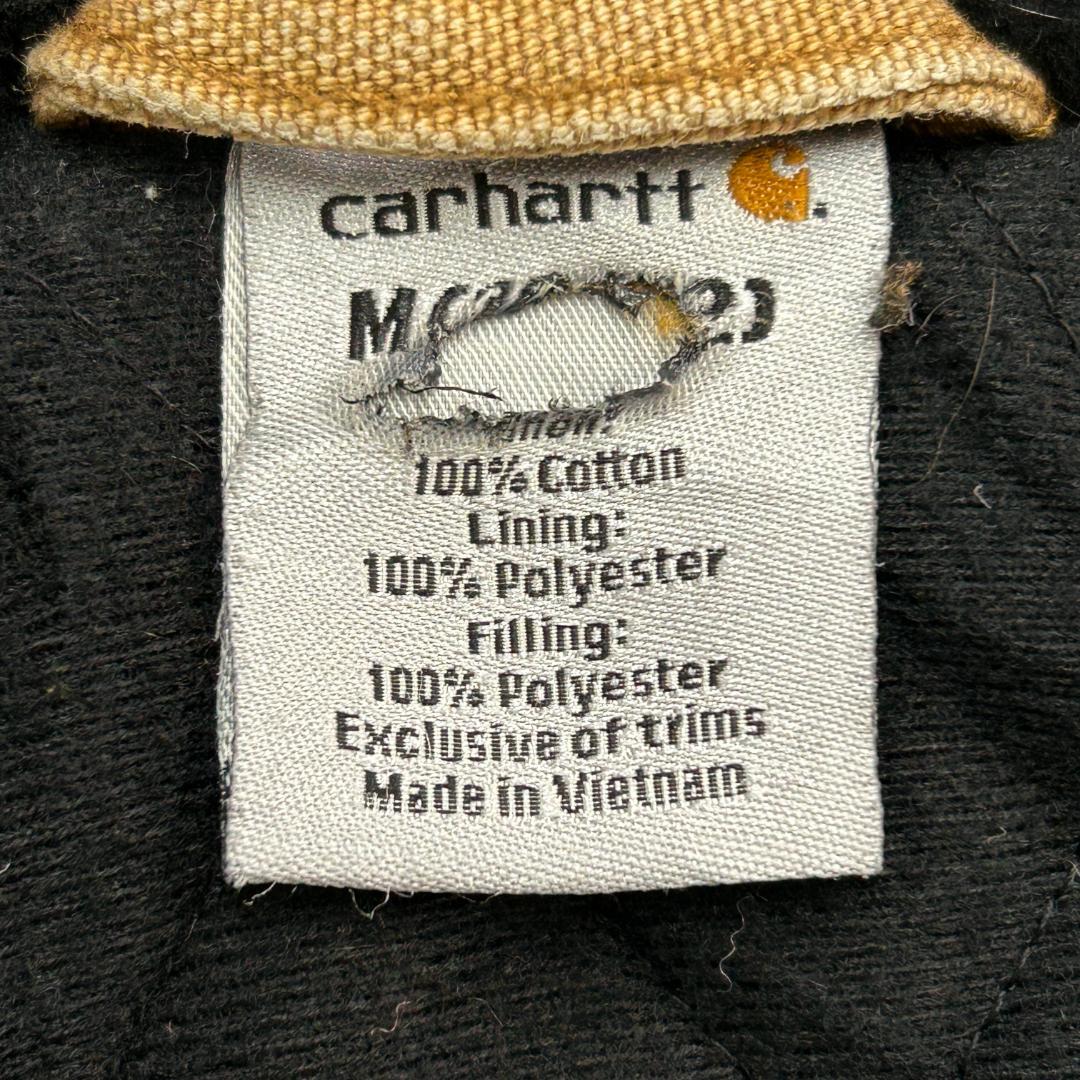 carhartt
M
100% Cotton
Lining:
100% Polyester
Filling:
100% Polyester
Exclusive of trims
Made in Vietnam